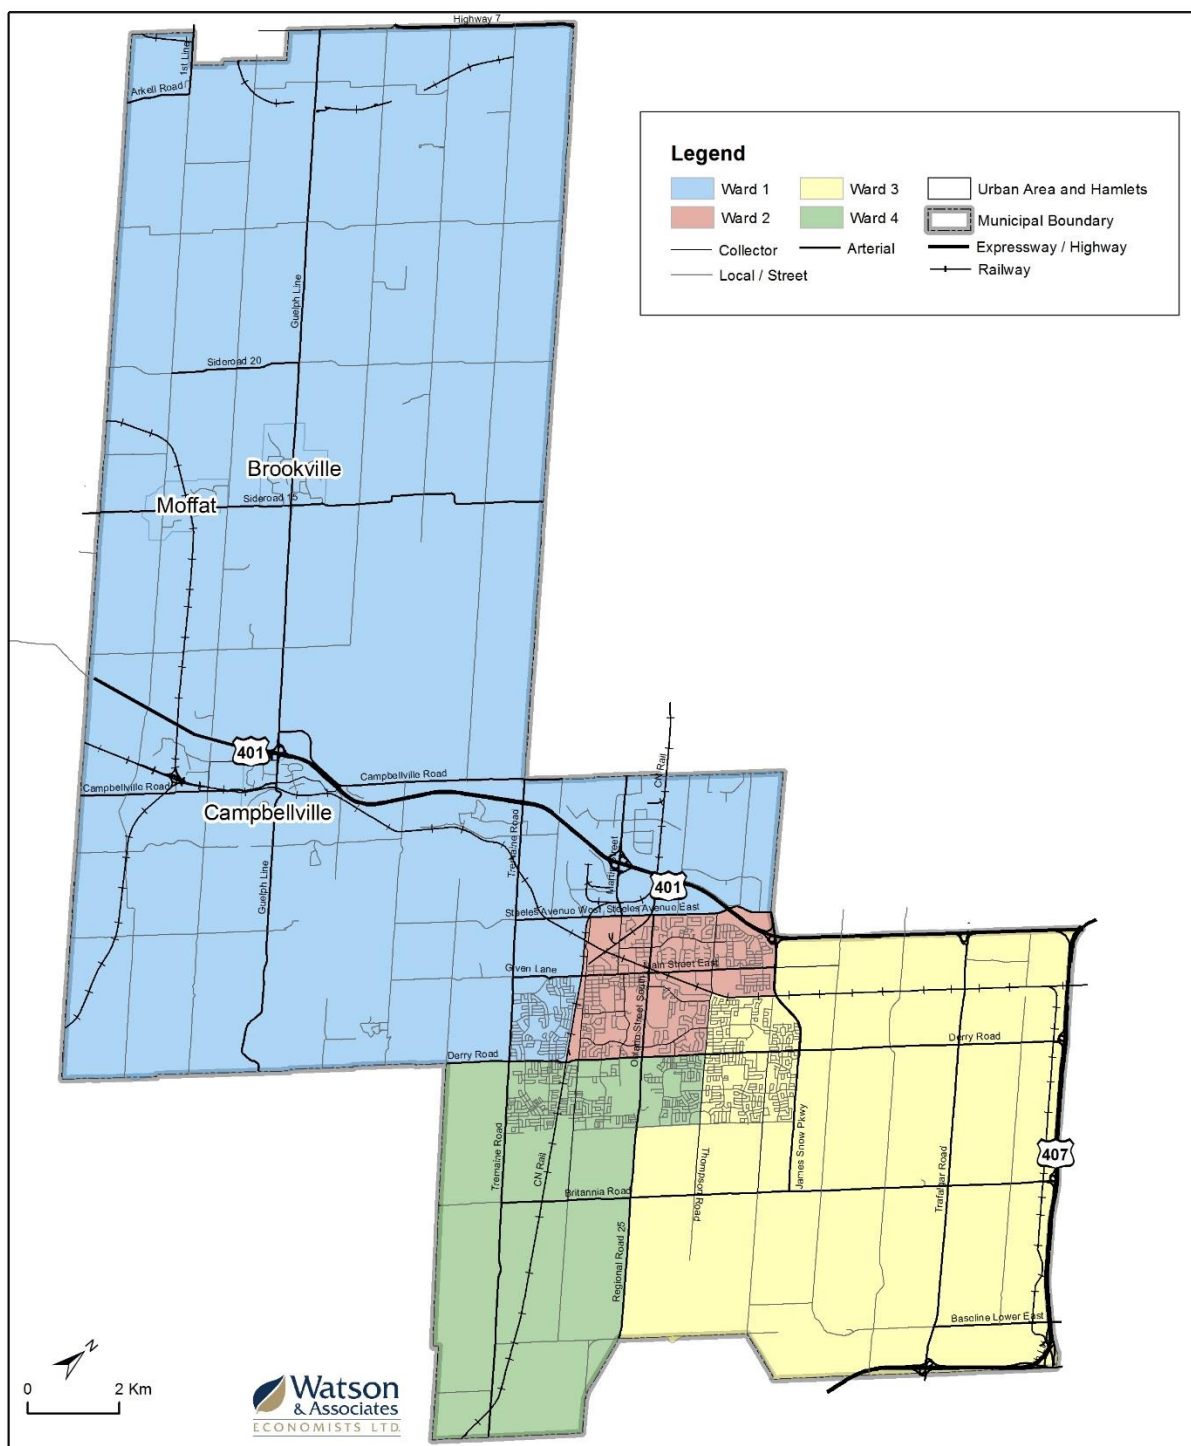 Highway 7
1st Line
Arkell Road
Legend
Ward 1
Ward 3
Urban Area and Hamlets
Ward 2
Ward 4
Municipal Boundary
Collector
Arterial
Expressway / Highway
Local / Street
Railway
Guelph Line
Sideroad 20
Brookville
Moffat
Sideroad 15
401
Campbellville Road
Campbellville Road
CN Rail
Campbellville
Tremaine Road
Martin Street
401
Guelph Line
Steeles Avenue West
Steeles Avenue East
Main Street East
Given Lane
Ontario Street South
Derry Road
Derry Road
Tremaine Road
CN Rail
Thompson Road
James Snow Pkwy
Trafalgar Road
407
Britannia Road
Regional Road 25
Baseline Lower East
N
0 2 Km
Watson
& Associates
ECONOMISTS LTD.